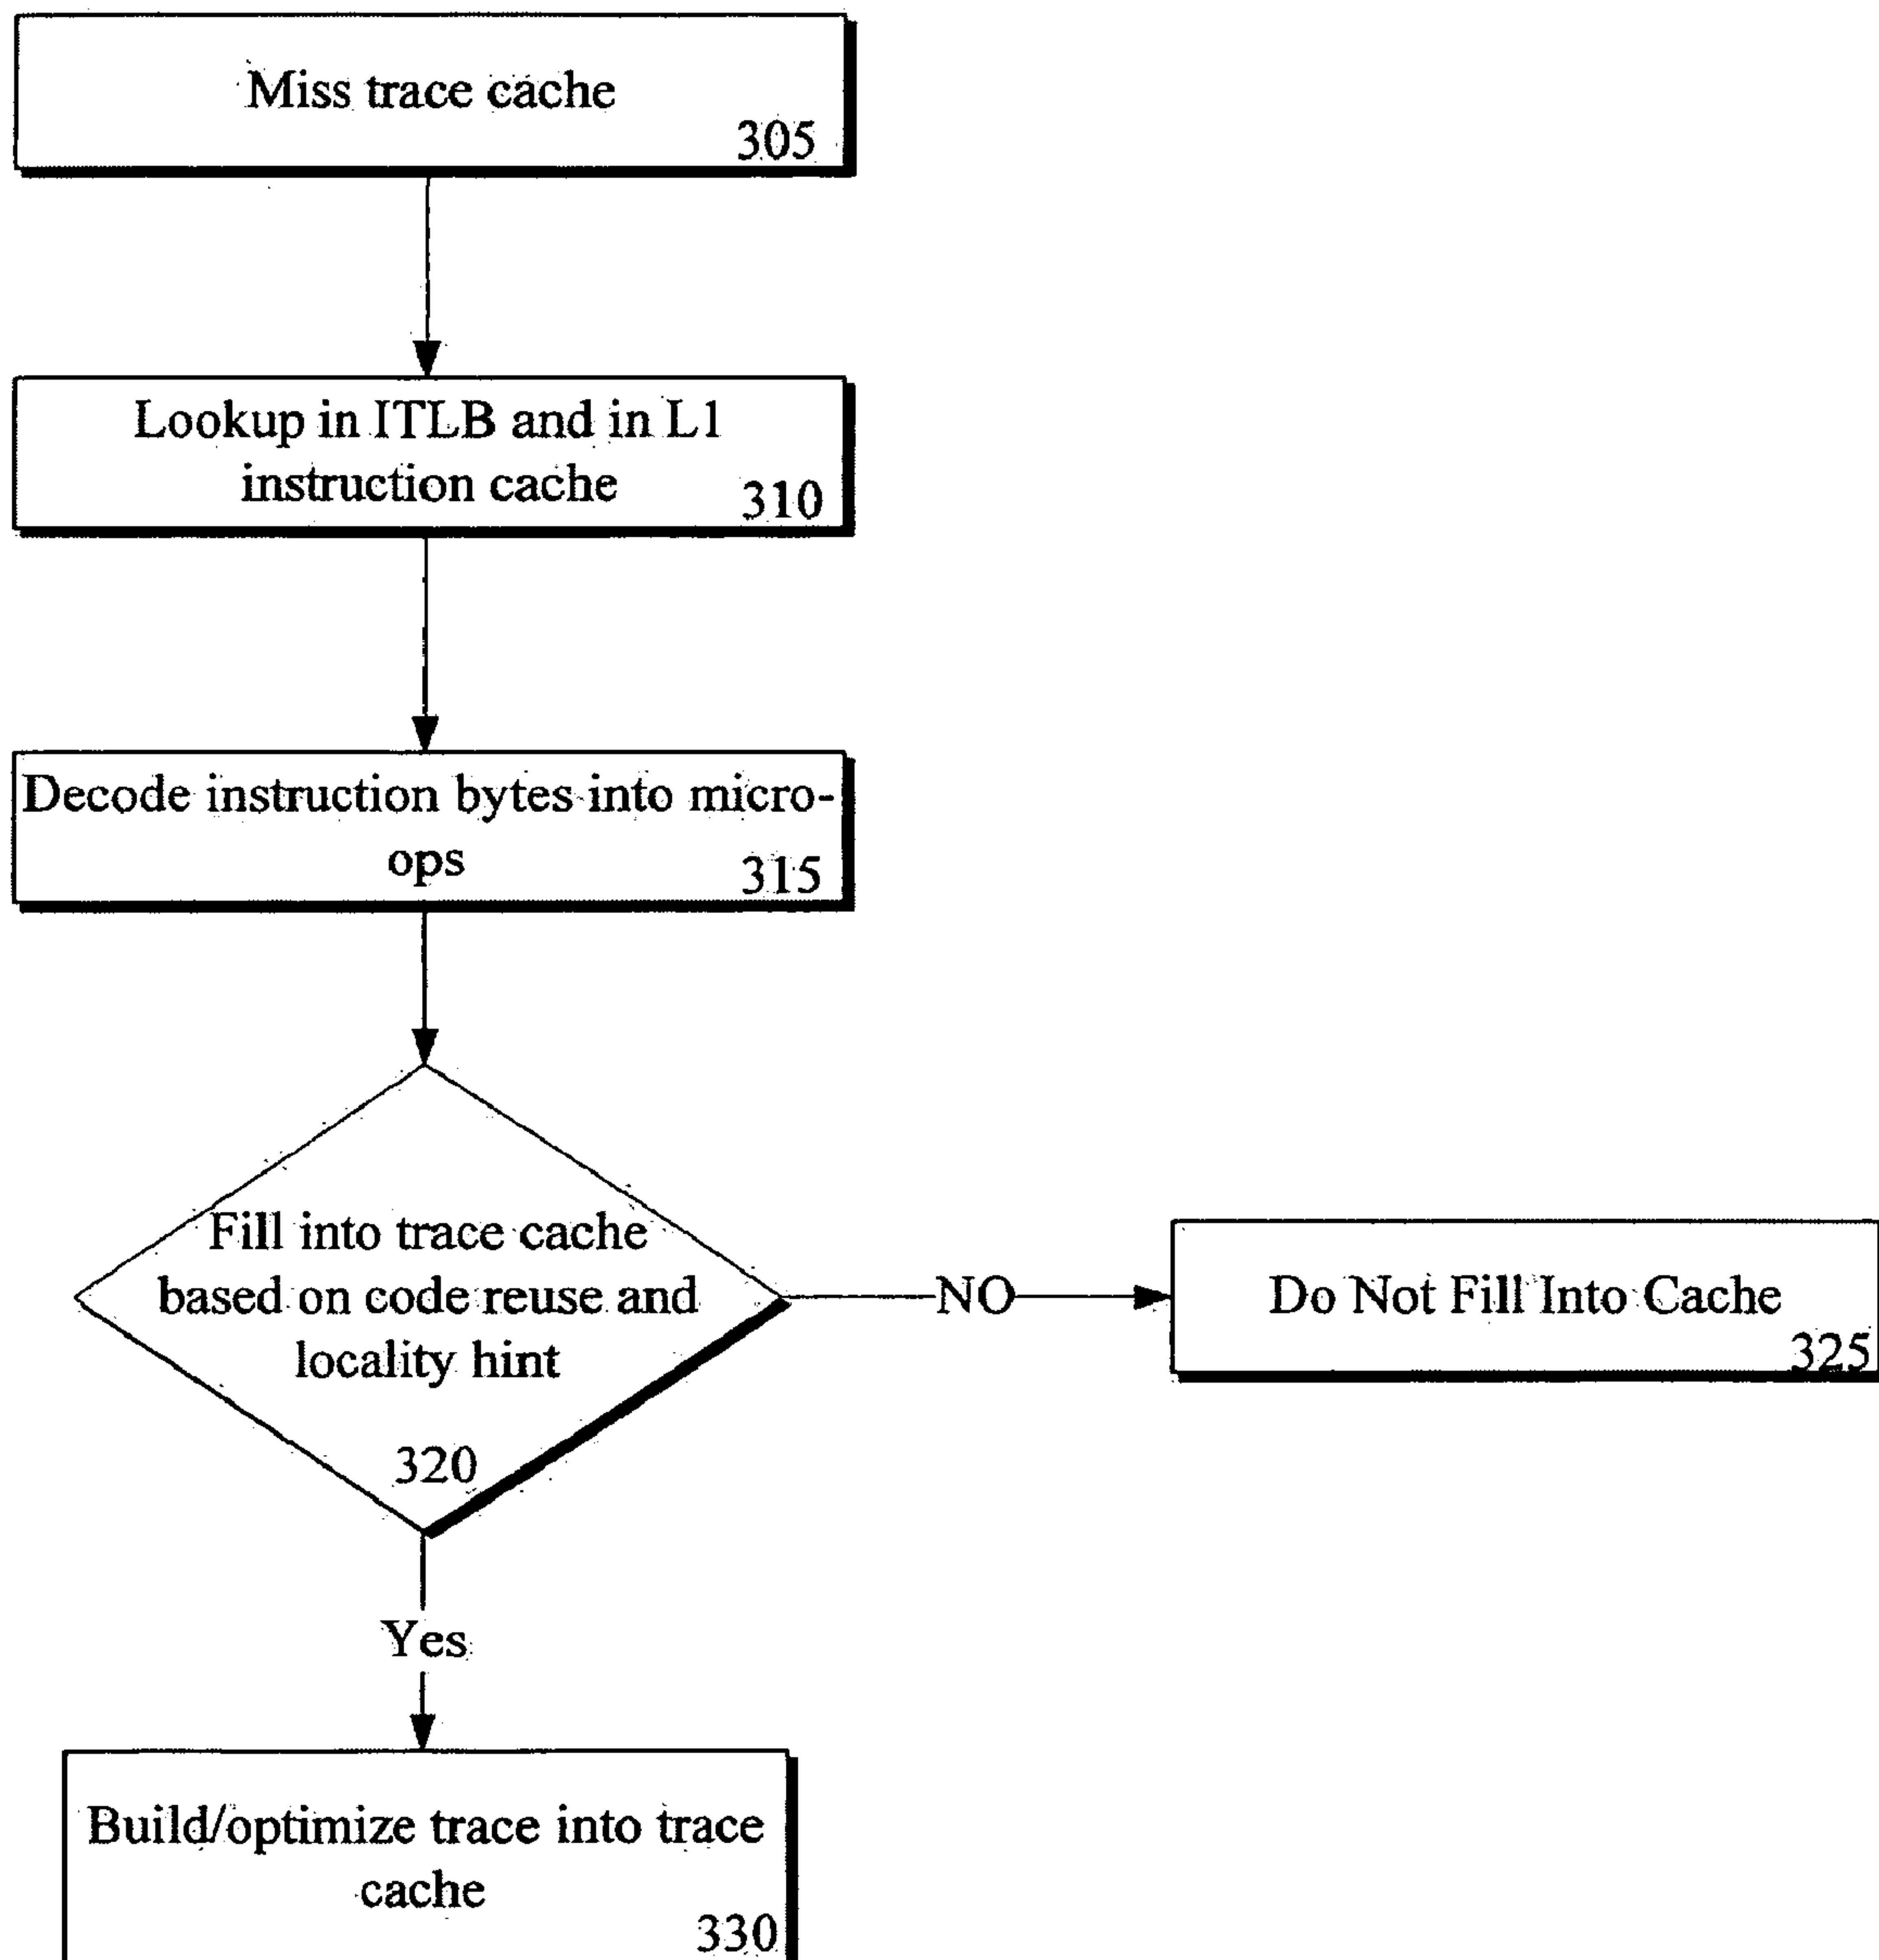 Miss trace cache
305
Lookup in ITLB and in L1
instruction cache
310
Decode instruction bytes into micro-
ops
315
Fill into trace cache
based on code reuse and
locality hint
320
NO
Do Not Fill Into Cache
325
Yes
Build/optimize trace into trace
cache
330